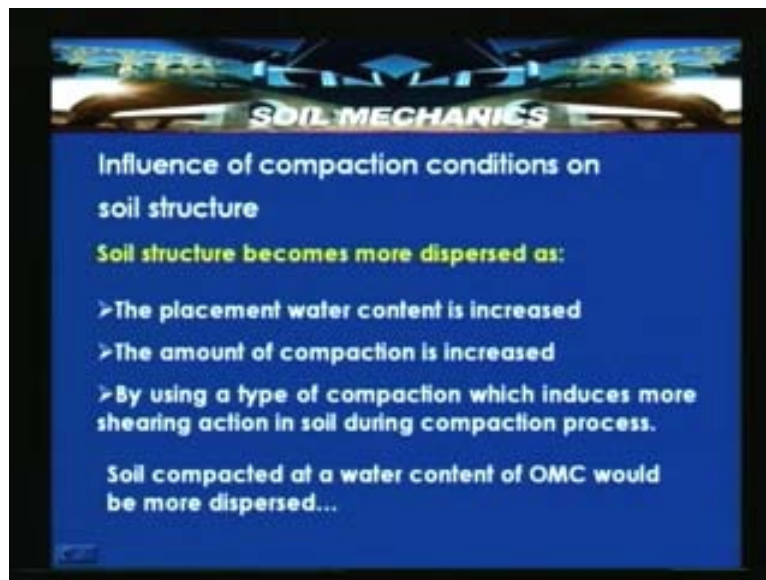 SOIL MECHANICS
Influence of compaction conditions on
soil structure
Soil structure becomes more dispersed as:
➢The placement water content is increased
➢The amount of compaction is increased
➢By using a type of compaction which induces more
shearing action in soil during compaction process.
Soil compacted at a water content of OMC would
be more dispersed...